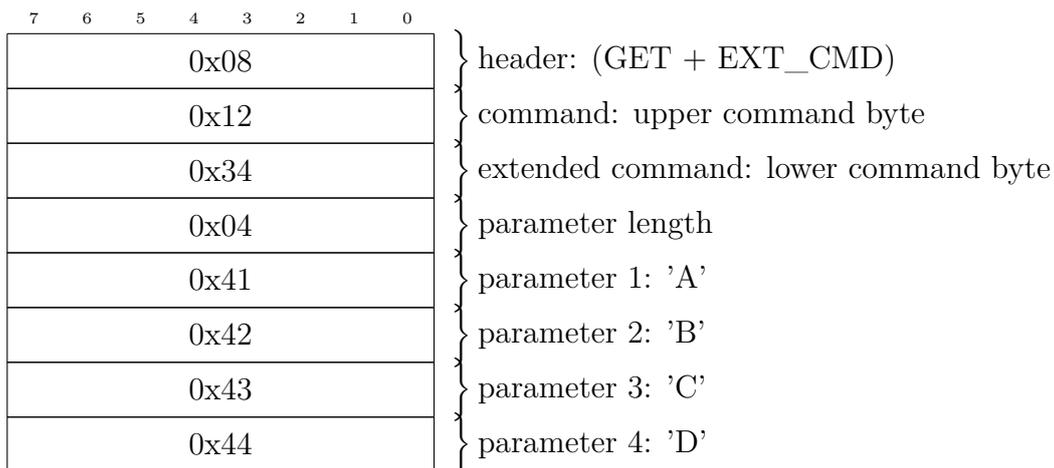 7 6 5 4 3 2 1 0
0x08 header: (GET + EXT_CMD)
0x12 command: upper command byte
0x34 extended command: lower command byte
0x04 parameter length
0x41 parameter 1: ’A’
0x42 parameter 2: ’B’
0x43 parameter 3: ’C’
0x44 parameter 4: ’D’